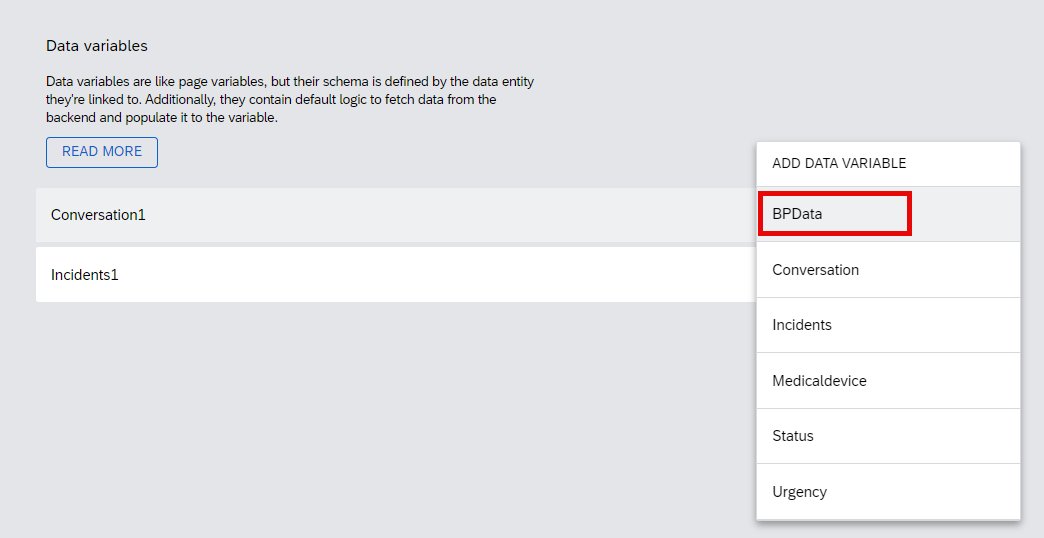 Data variables
Data variables are like page variables, but their schema is defined by the data entity
they're linked to. Additionally, they contain default logic to fetch data from the
backend and populate it to the variable.
READ MORE
Conversation1
Incidents1
ADD DATA VARIABLE
BPData
Conversation
Incidents
Medicaldevice
Status
Urgency